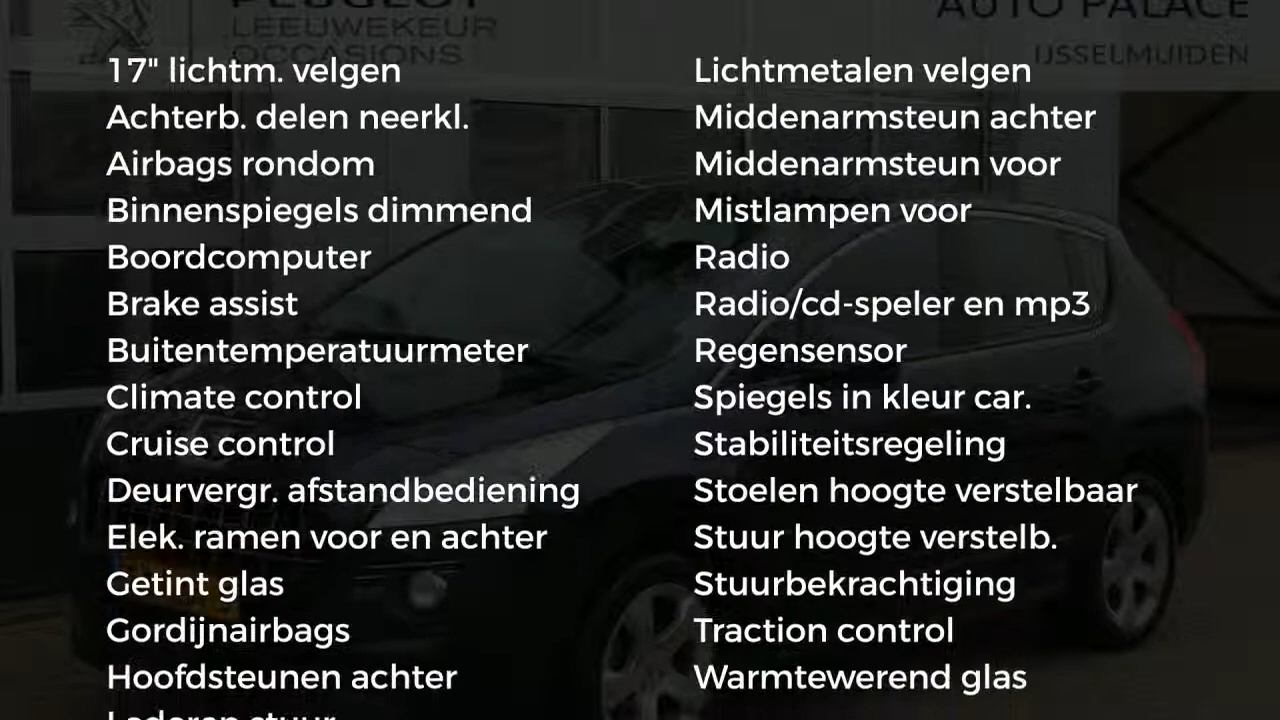 PEUGEOT
LEEUWEKEUR
OCCASIONS
AUTO PALACE
IJSSELMUIDEN
17" lichtm. velgen
Achterb. delen neerkl.
Airbags rondom
Binnenspiegels dimmend
Boordcomputer
Brake assist
Buitentemperatuurmeter
Climate control
Cruise control
Deurvergr. afstandbediening
Elek. ramen voor en achter
Getint glas
Gordijnairbags
Hoofdsteunen achter
Lederen stuur
Lichtmetalen velgen
Middenarmsteun achter
Middenarmsteun voor
Mistlampen voor
Radio
Radio/cd-speler en mp3
Regensensor
Spiegels in kleur car.
Stabiliteitsregeling
Stoelen hoogte verstelbaar
Stuur hoogte verstelb.
Stuurbekrachtiging
Traction control
Warmtewerend glas